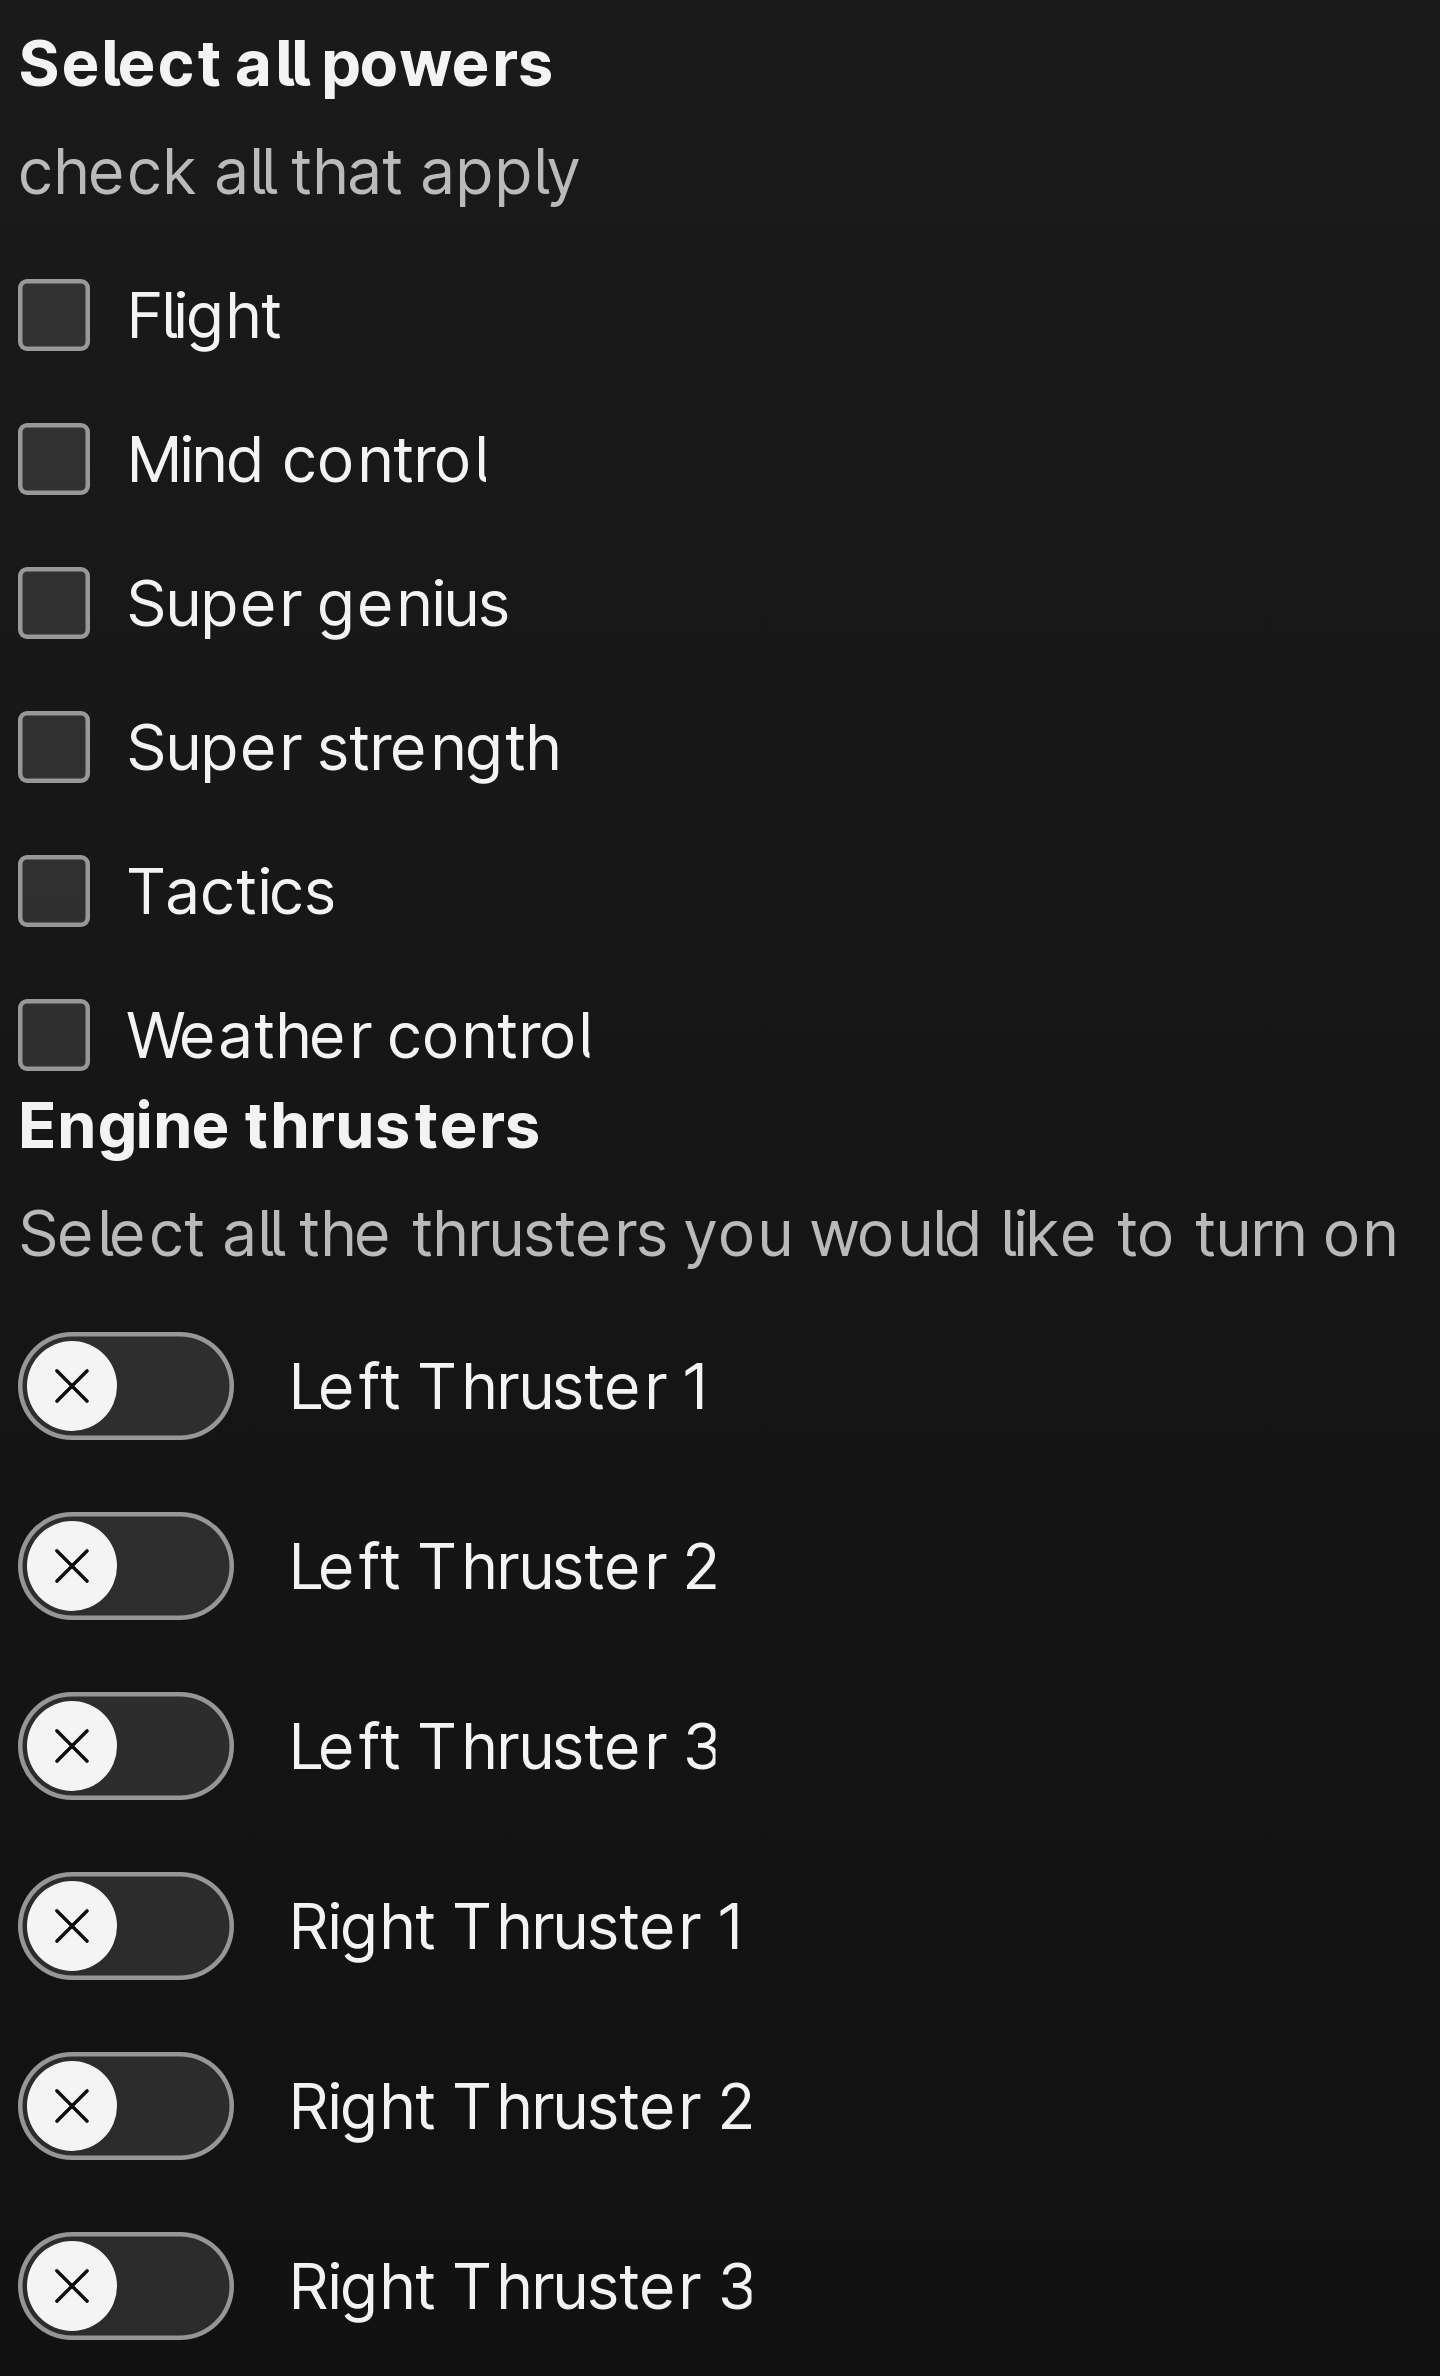 Select all powers
check all that apply
Flight
Mind control
Super genius
Super strength
Tactics
Weather control
Engine thrusters
Select all the thrusters you would like to turn on
Left Thruster 1
Left Thruster 2
Left Thruster 3
Right Thruster 1
Right Thruster 2
Right Thruster 3